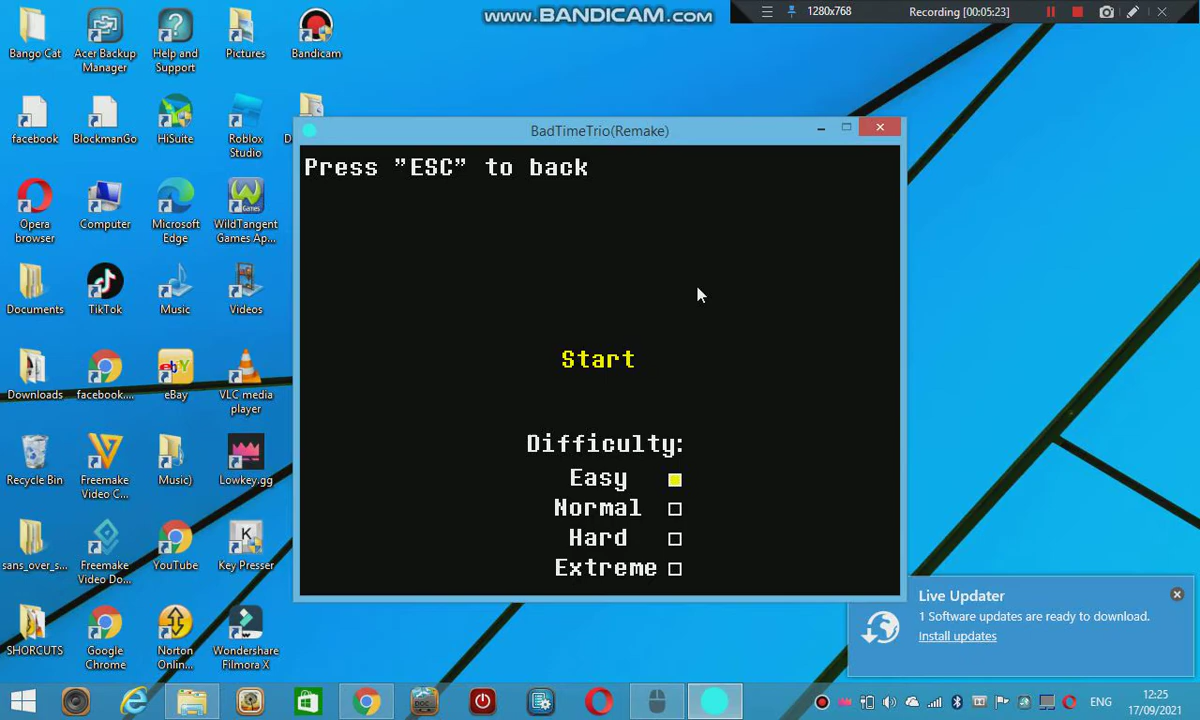 www.BANDICAM.com
1280x768
Recording [00:05:23]
Bango Cat
Acer Backup
Manager
Help and
Support
Pictures
Bandicam
facebook
BlockmanGo
HiSuite
Roblox
Studio
D
Opera
browser
Computer
Microsoft
Edge
WildTangent
Games Ap...
Documents
TikTok
Music
Videos
Downloads
facebook....
eBay
VLC media
player
Recycle Bin
Freemake
Video C...
Music)
Lowkey.gg
sans_over_s...
Freemake
Video Do...
YouTube
Key Presser
SHORCUTS
Google
Chrome
Norton
Onlin...
Wondershare
Filmora X
BadTimeTrio(Remake)
Press "ESC" to back
Start
Difficulty:
Easy
Normal
Hard
Extreme
Live Updater
1 Software updates are ready to download.
Install updates
ENG
12:25
17/09/2021